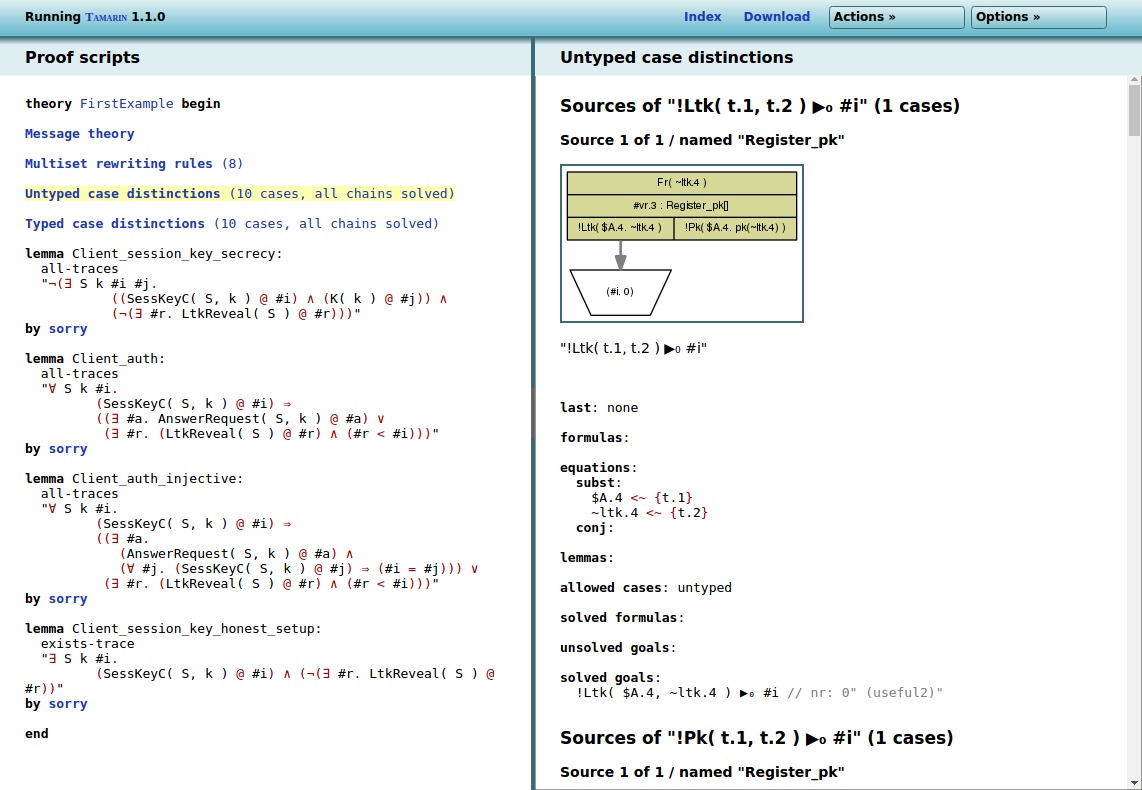 Running Tamarin 1.1.0
Index Download Actions » Options »
Proof scripts
theory FirstExample begin
Message theory
Multiset rewriting rules (8)
Untyped case distinctions (10 cases, all chains solved)
Typed case distinctions (10 cases, all chains solved)
lemma Client_session_key_secrecy:
all-traces
"¬(∃ S k #i #j.
((SessKeyC( S, k ) @ #i) ∧ (K( k ) @ #j)) ∧
(¬(∃ #r. LtkReveal( S ) @ #r)))"
by sorry
lemma Client_auth:
all-traces
"∀ S k #i.
(SessKeyC( S, k ) @ #i) ⇒
((∃ #a. AnswerRequest( S, k ) @ #a) ∨
(∃ #r. (LtkReveal( S ) @ #r) ∧ (#r < #i)))"
by sorry
lemma Client_auth_injective:
all-traces
"∀ S k #i.
(SessKeyC( S, k ) @ #i) ⇒
((∃ #a.
(AnswerRequest( S, k ) @ #a) ∧
(∀ #j. (SessKeyC( S, k ) @ #j) ⇒ (#i = #j))) ∨
(∃ #r. (LtkReveal( S ) @ #r) ∧ (#r < #i)))"
by sorry
lemma Client_session_key_honest_setup:
exists-trace
"∃ S k #i.
(SessKeyC( S, k ) @ #i) ∧ (¬(∃ #r. LtkReveal( S ) @
#r))"
by sorry
end
Untyped case distinctions
Sources of "!Ltk( t.1, t.2 ) ▶₀ #i" (1 cases)
Source 1 of 1 / named "Register_pk"
Fr( ~ltk.4 )
#vr.3 : Register_pk[]
!Ltk( $A.4, ~ltk.4 ) !Pk( $A.4, pk(~ltk.4) )
(#i, 0)
"!Ltk( t.1, t.2 ) ▶₀ #i"
last: none
formulas:
equations:
subst:
$A.4 <~ {t.1}
~ltk.4 <~ {t.2}
conj:
lemmas:
allowed cases: untyped
solved formulas:
unsolved goals:
solved goals:
!Ltk( $A.4, ~ltk.4 ) ▶₀ #i // nr: 0" (useful2)"
Sources of "!Pk( t.1, t.2 ) ▶₀ #i" (1 cases)
Source 1 of 1 / named "Register_pk"